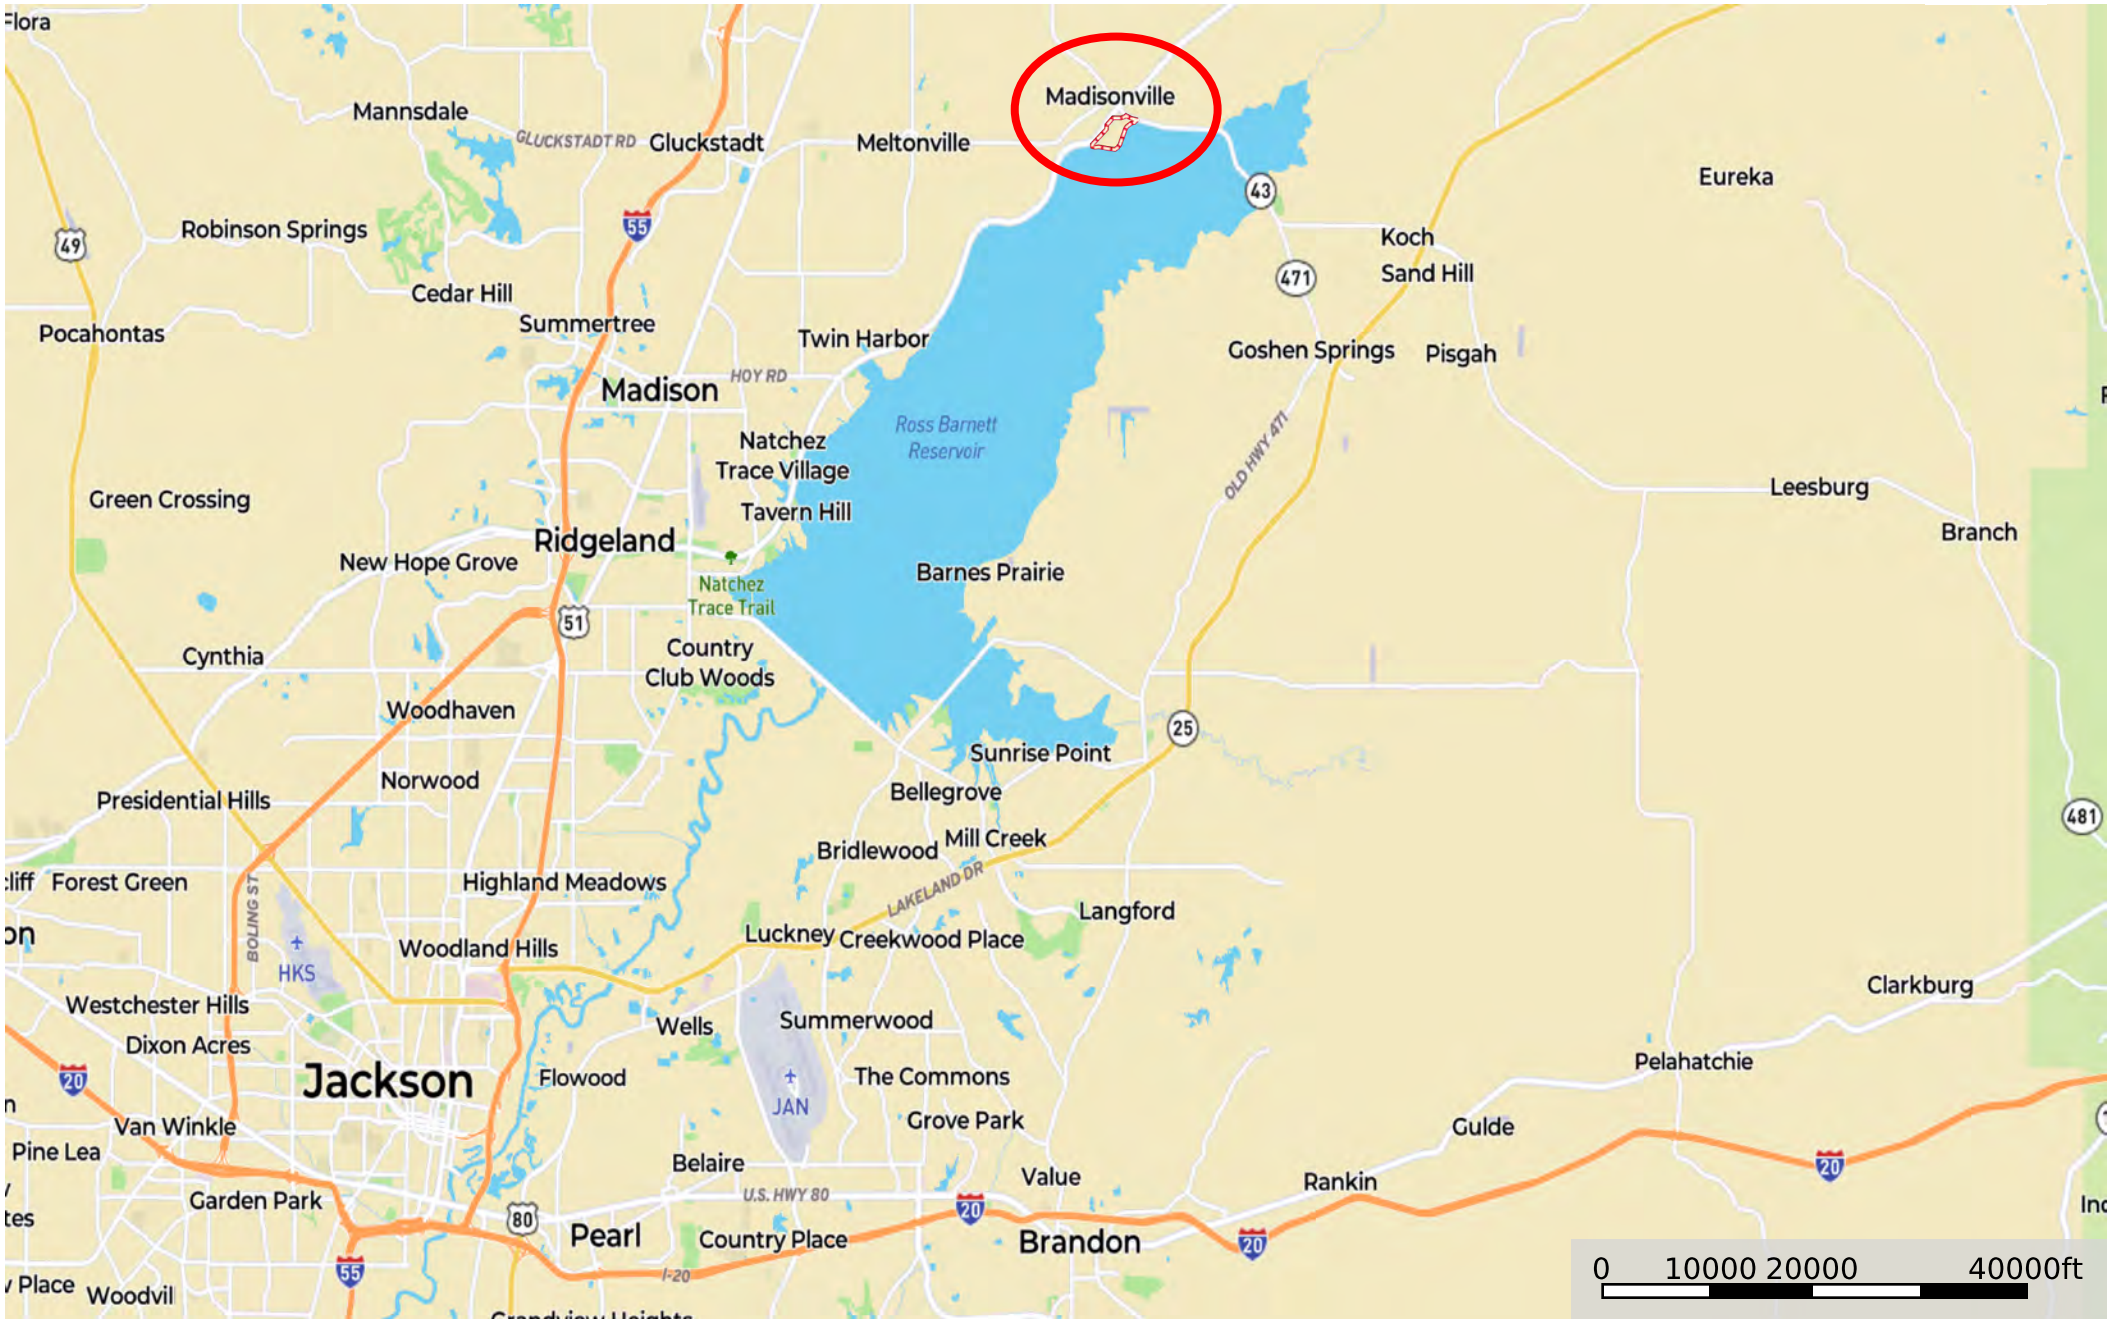 Flora
Mannsdale
GLUCKSTADT RD
Gluckstadt
Meltonville
Madisonville
Eureka
49
Robinson Springs
55
43
Koch
Sand Hill
471
Cedar Hill
Summertree
Pocahontas
Twin Harbor
Goshen Springs
Pisgah
Madison
HOY RD
Natchez
Trace Village
Ross Barnett
Reservoir
OLD HWY 471
Green Crossing
Tavern Hill
Leesburg
Branch
Ridgeland
New Hope Grove
Natchez
Trace Trail
Barnes Prairie
51
Cynthia
Country
Club Woods
Woodhaven
25
Sunrise Point
Norwood
Presidential Hills
Bellegrove
Bridlewood
Mill Creek
481
LAKELAND DR
cliff
Forest Green
BOLING ST
Highland Meadows
Langford
on
Luckney
Creekwood Place
Woodland Hills
HKS
Clarkburg
Westchester Hills
Wells
Summerwood
Dixon Acres
Pelahatchie
20
Jackson
Flowood
The Commons
JAN
n
Grove Park
Van Winkle
Gulde
Pine Lea
Belaire
20
Value
Rankin
Garden Park
U.S. HWY 80
tes
80
Pearl
Country Place
20
Brandon
20
Inc
55
I-20
v Place
Woodvil
Grandview Heights
0 10000 20000 40000ft